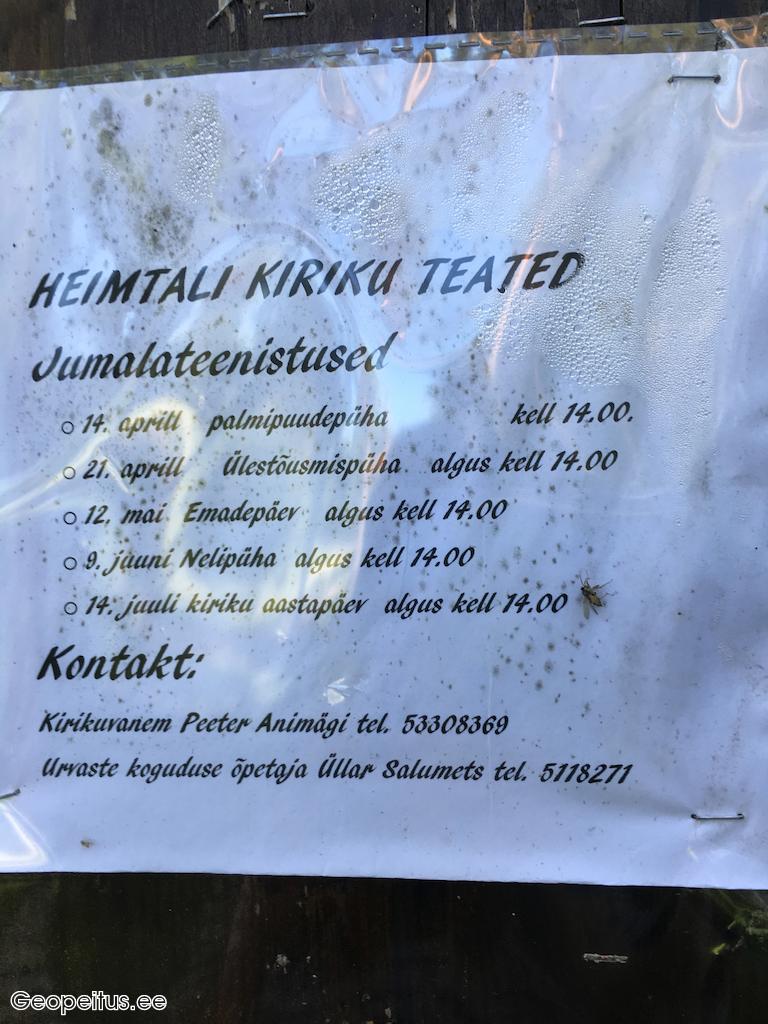 HEIMTALI KIRIKU TEATED
Jumalateenistused
14. aprill palmipuudepüha kell 14.00.
21. aprill Ülestõusmispüha algus kell 14.00
12. mai Emadepäev algus kell 14.00
9. juuni Nelipüha algus kell 14.00
14. juuli kiriku aastapäev algus kell 14.00
Kontakt:
Kirikuvanem Peeter Animägi tel. 53308369
Urvaste koguduse õpetaja Üllar Salumets tel. 5118271
Geopeitus.ee